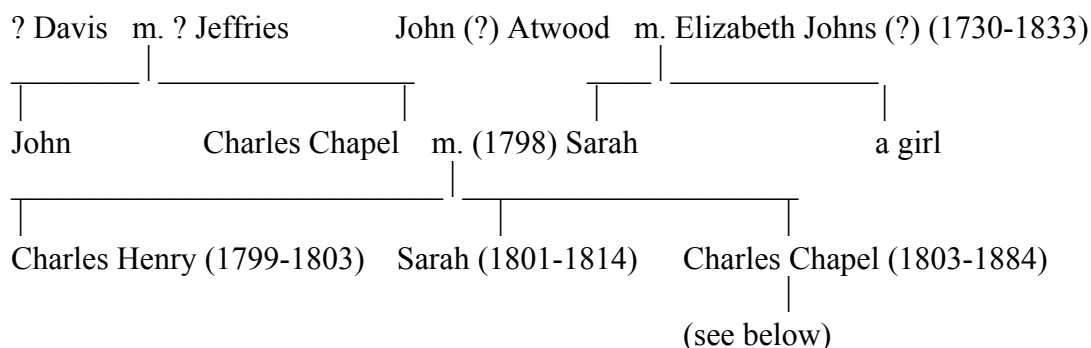 ? Davis m. ? Jeffries John (?) Atwood m. Elizabeth Johns (?) (1730-1833)
John Charles Chapel m. (1798) Sarah a girl
Charles Henry (1799-1803) Sarah (1801-1814) Charles Chapel (1803-1884)
(see below)